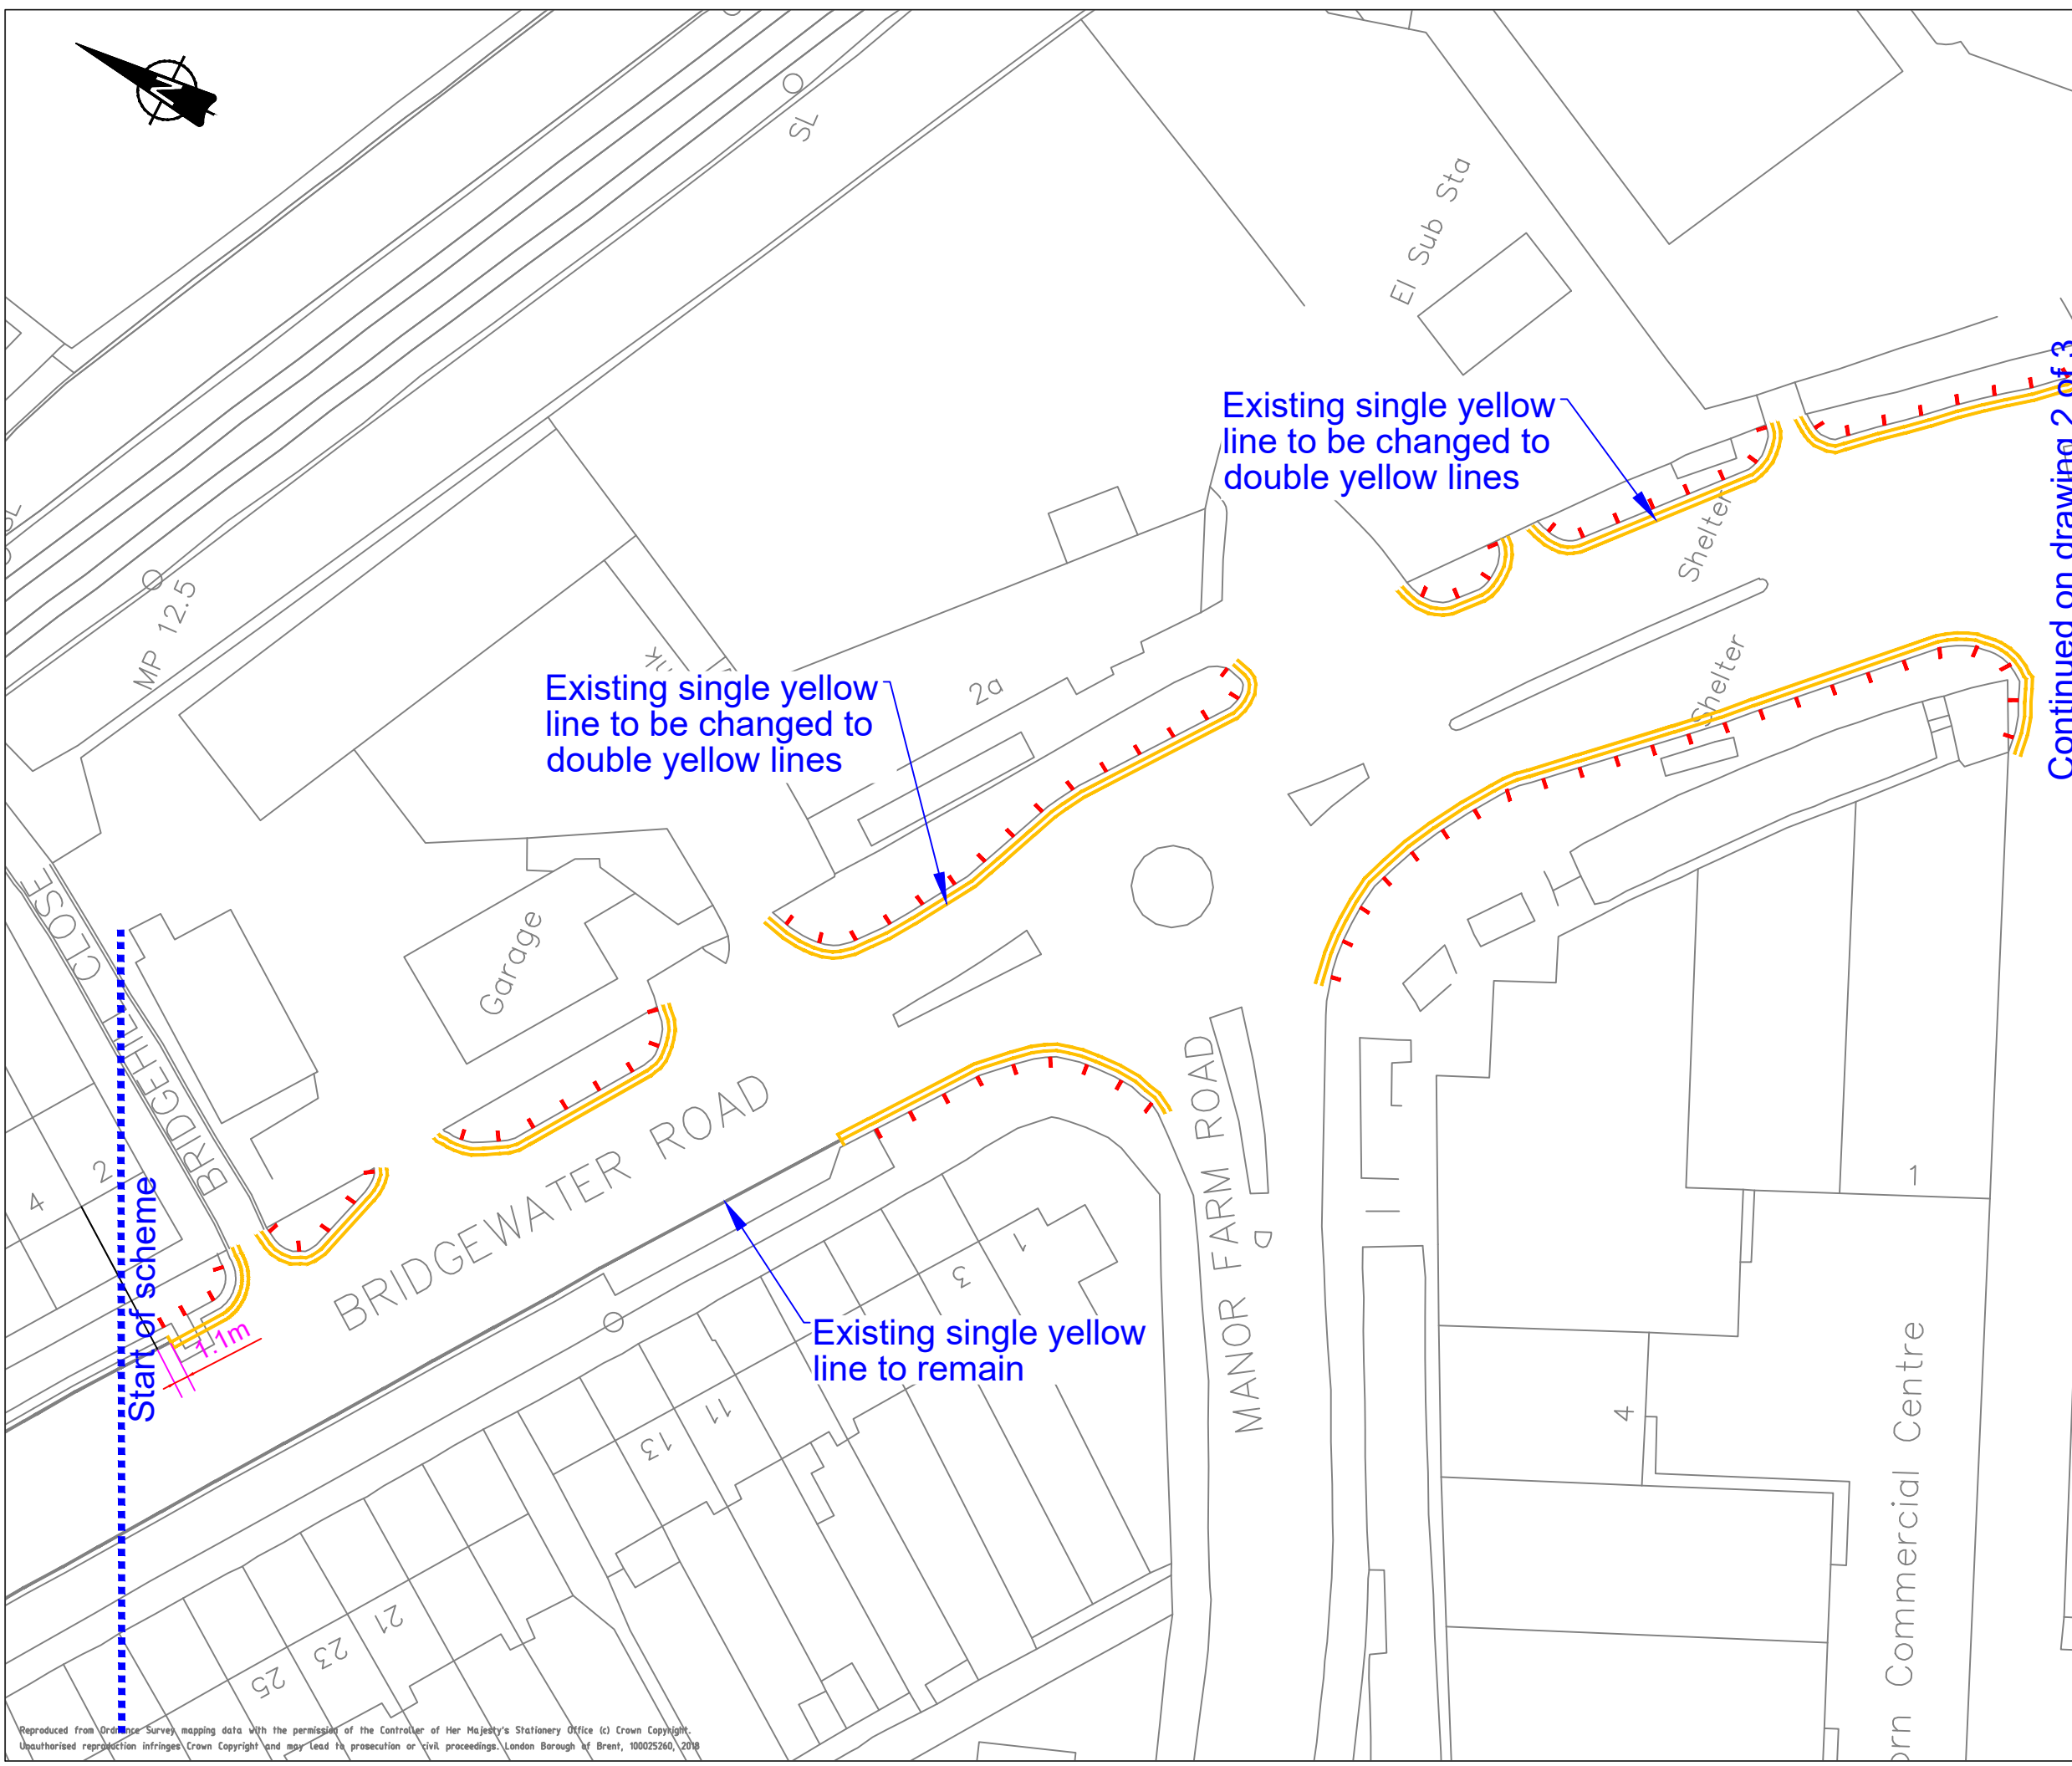 N
SL
El Sub Sta
Existing single yellow
line to be changed to
double yellow lines
Continued on drawing 2 of 3
SL
Shelter
MP 12.5
Existing single yellow
line to be changed to
double yellow lines
2a
Shelter
BRIDGEHILL CLOSE
Garage
BRIDGEWATER ROAD
MANOR FARM ROAD
4
2
Start of scheme
1.1m
1
3
1
Existing single yellow
line to remain
11
13
4
Commercial Centre
21
23
25
Reproduced from Ordnance Survey mapping data with the permission of the Controller of Her Majesty's Stationery Office (c) Crown Copyright.
Unauthorised reproduction infringes Crown Copyright and may lead to prosecution or civil proceedings. London Borough of Brent, 100025260, 2018